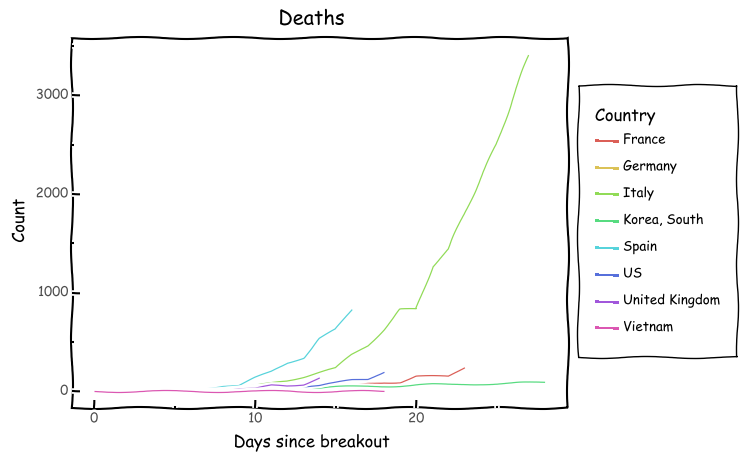 Deaths
3000
2000
1000
0
Count
0 10 20
Days since breakout
Country
France
Germany
Italy
Korea, South
Spain
US
United Kingdom
Vietnam